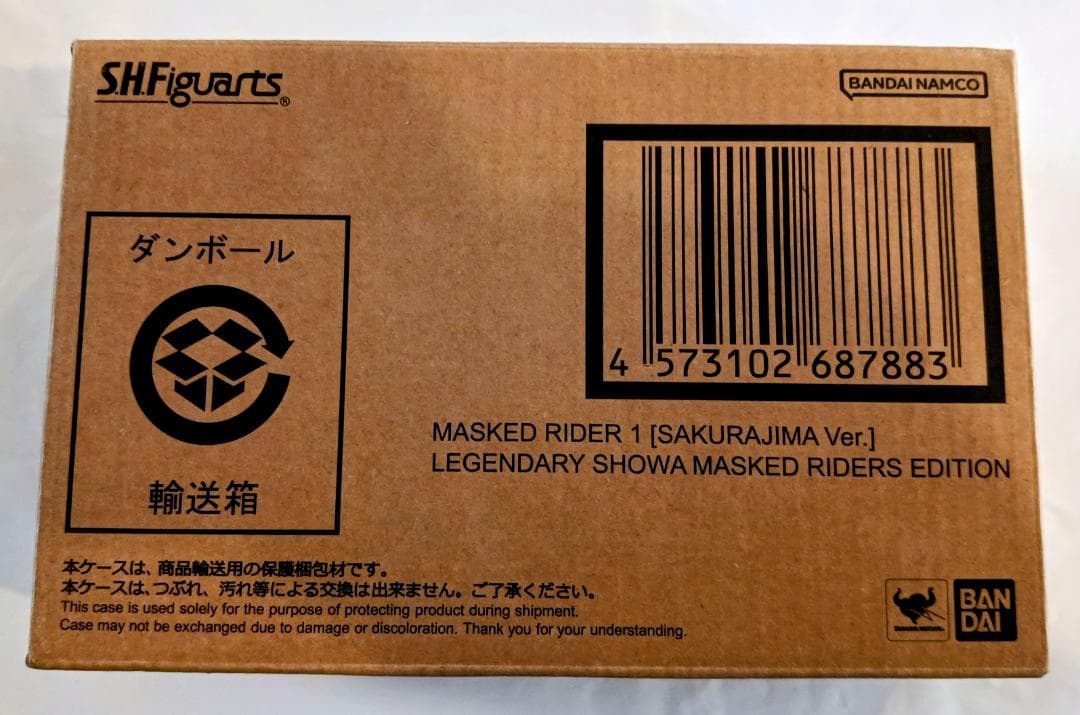 S.H.Figuarts®
BANDAI NAMCO
4 573102 687883
MASKED RIDER 1 [SAKURAJIMA Ver.]
LEGENDARY SHOWA MASKED RIDERS EDITION
ダンボール
輸送箱
本ケースは、商品輸送用の保護梱包材です。
本ケースは、つぶれ、汚れ等による交換は出来ません。ご了承ください。
This case is used solely for the purpose of protecting product during shipment.
Case may not be exchanged due to damage or discoloration. Thank you for your understanding.
BAN
DAI